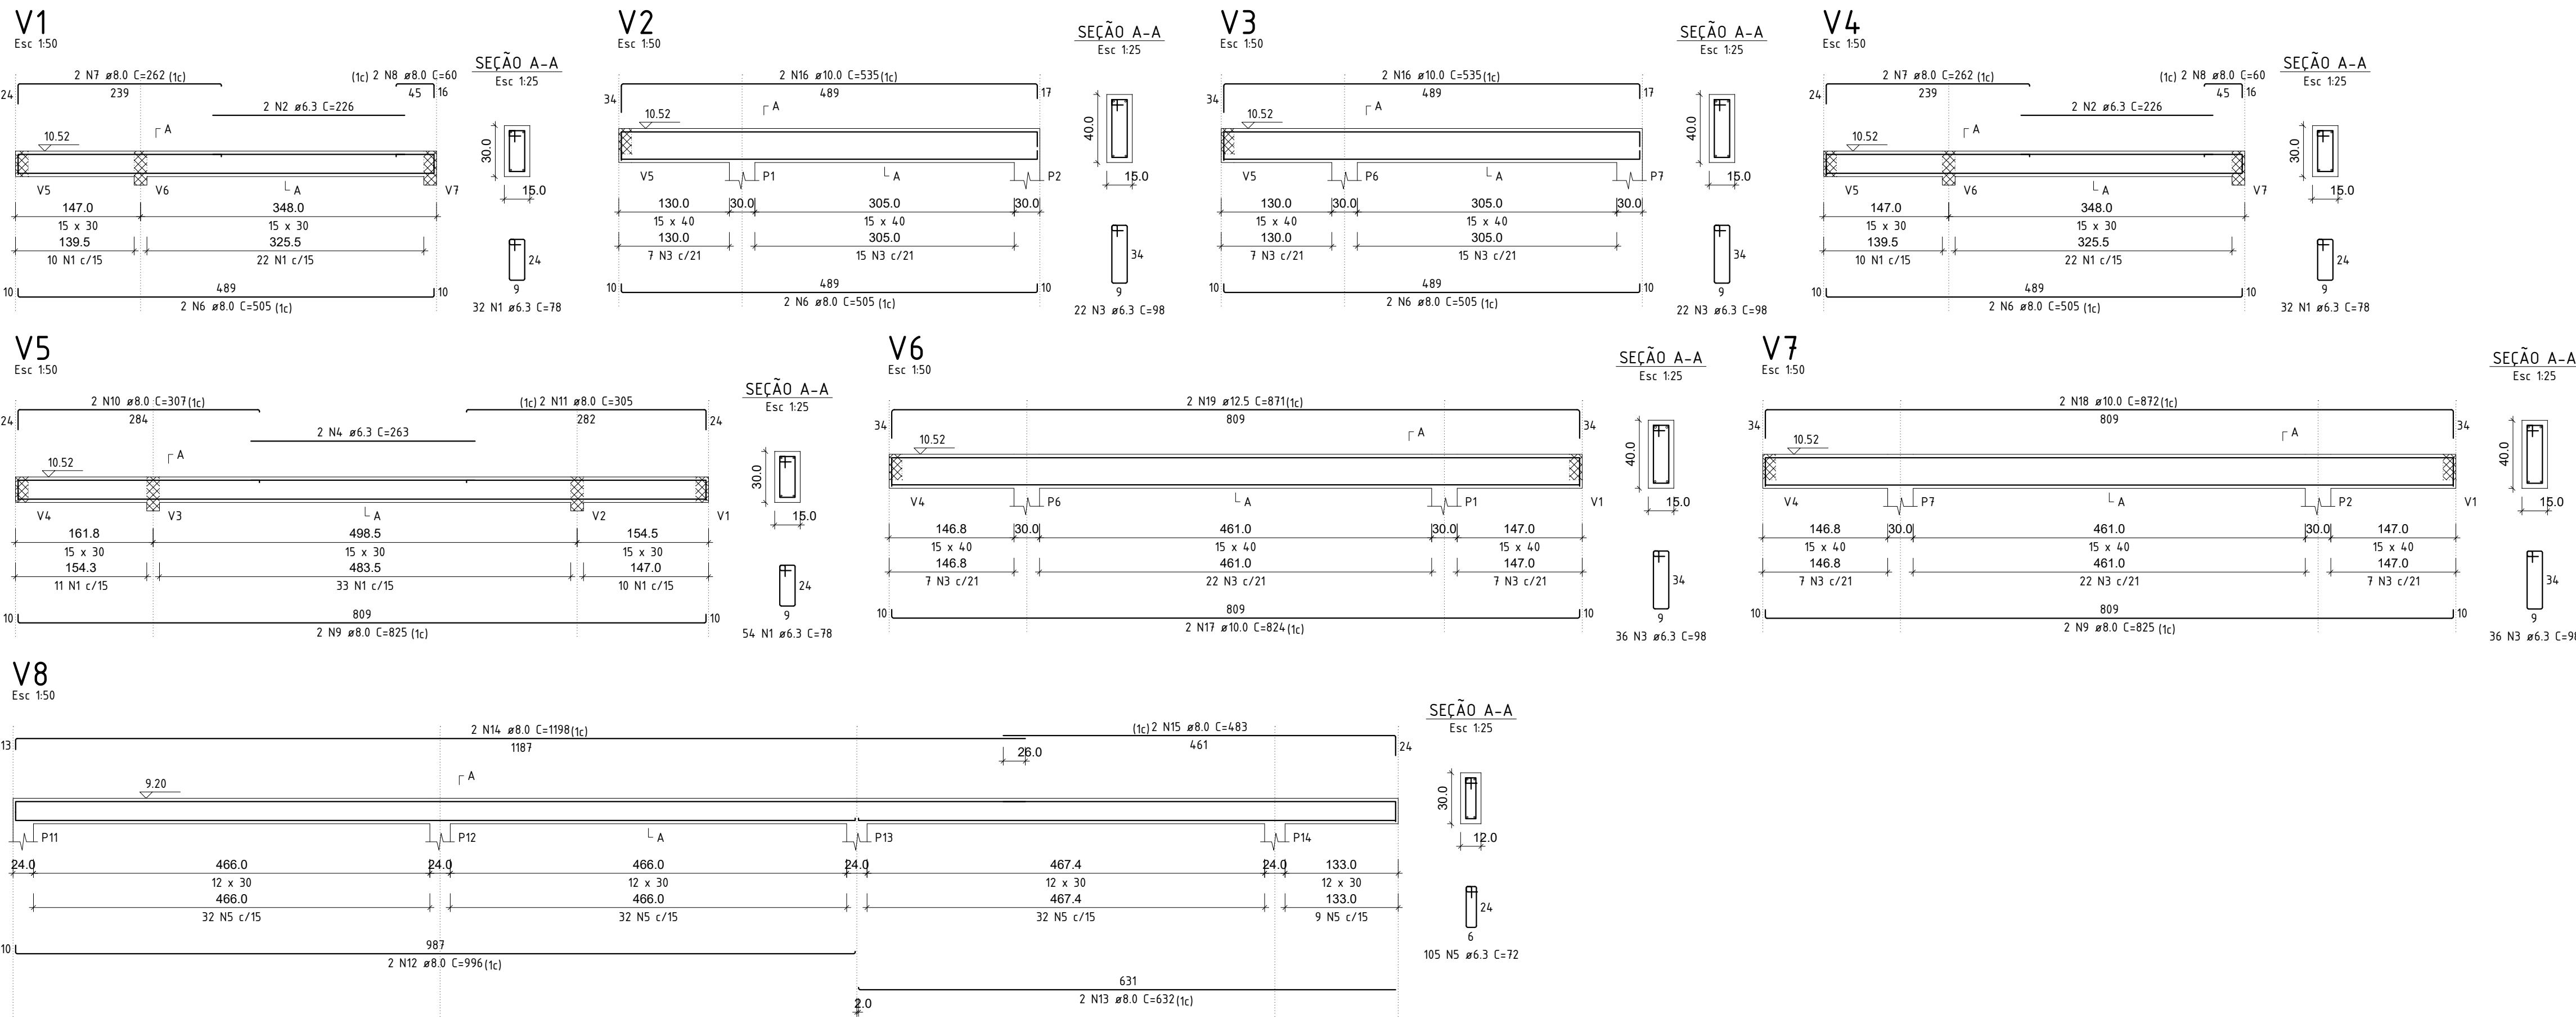 V1
Esc 1:50
2 N7 ø8.0 C=262 (1c)
(1c) 2 N8 ø8.0 C=60
24
239
45
16
2 N2 ø6.3 C=226
A
10.52
V5
V6
A
V7
147.0
348.0
15 x 30
15 x 30
139.5
325.5
10 N1 c/15
22 N1 c/15
10
489
10
2 N6 ø8.0 C=505 (1c)
SEÇÃO A-A
Esc 1:25
30.0
15.0
24
9
32 N1 ø6.3 C=78
V2
Esc 1:50
2 N16 ø10.0 C=535(1c)
34
489
17
A
10.52
V5
P1
A
P2
130.0
30.0
305.0
30.0
15 x 40
15 x 40
130.0
305.0
7 N3 c/21
15 N3 c/21
10
489
10
2 N6 ø8.0 C=505 (1c)
SEÇÃO A-A
Esc 1:25
40.0
15.0
34
9
22 N3 ø6.3 C=98
V3
Esc 1:50
2 N16 ø10.0 C=535(1c)
34
489
17
A
10.52
V5
P6
A
P7
130.0
30.0
305.0
30.0
15 x 40
15 x 40
130.0
305.0
7 N3 c/21
15 N3 c/21
10
489
10
2 N6 ø8.0 C=505 (1c)
SEÇÃO A-A
Esc 1:25
40.0
15.0
34
9
22 N3 ø6.3 C=98
V4
Esc 1:50
2 N7 ø8.0 C=262 (1c)
(1c) 2 N8 ø8.0 C=60
24
239
45
16
2 N2 ø6.3 C=226
A
10.52
V5
V6
A
V7
147.0
348.0
15 x 30
15 x 30
139.5
325.5
10 N1 c/15
22 N1 c/15
10
489
10
2 N6 ø8.0 C=505 (1c)
SEÇÃO A-A
Esc 1:25
30.0
15.0
24
9
32 N1 ø6.3 C=78
V5
Esc 1:50
2 N10 ø8.0 C=307(1c)
(1c) 2 N11 ø8.0 C=305
24
284
282
24
2 N4 ø6.3 C=263
A
10.52
V4
V3
A
V2
V1
161.8
498.5
154.5
15 x 30
15 x 30
15 x 30
154.3
483.5
147.0
11 N1 c/15
33 N1 c/15
10 N1 c/15
10
809
10
2 N9 ø8.0 C=825 (1c)
SEÇÃO A-A
Esc 1:25
30.0
15.0
24
9
54 N1 ø6.3 C=78
V6
Esc 1:50
2 N19 ø12.5 C=871(1c)
34
809
34
A
10.52
V4
P6
A
P1
V1
146.8
30.0
461.0
30.0
147.0
15 x 40
15 x 40
15 x 40
146.8
461.0
147.0
7 N3 c/21
22 N3 c/21
7 N3 c/21
10
809
10
2 N17 ø10.0 C=824(1c)
SEÇÃO A-A
Esc 1:25
40.0
15.0
34
9
36 N3 ø6.3 C=98
V7
Esc 1:50
2 N18 ø10.0 C=872(1c)
34
809
34
A
10.52
V4
P7
A
P2
V1
146.8
30.0
461.0
30.0
147.0
15 x 40
15 x 40
15 x 40
146.8
461.0
147.0
7 N3 c/21
22 N3 c/21
7 N3 c/21
10
809
10
2 N9 ø8.0 C=825 (1c)
SEÇÃO A-A
Esc 1:25
40.0
15.0
34
9
36 N3 ø6.3
V8
Esc 1:50
2 N14 ø8.0 C=1198(1c)
(1c) 2 N15 ø8.0 C=483
13
1187
461
24
26.0
A
9.20
P11
P12
A
P13
P14
24.0
466.0
24.0
466.0
24.0
467.4
24.0
133.0
12 x 30
12 x 30
12 x 30
12 x 30
466.0
466.0
467.4
133.0
32 N5 c/15
32 N5 c/15
32 N5 c/15
9 N5 c/15
10
987
2 N12 ø8.0 C=996(1c)
631
2 N13 ø8.0 C=632(1c)
2.0
SEÇÃO A-A
Esc 1:25
30.0
12.0
24
6
105 N5 ø6.3 C=72